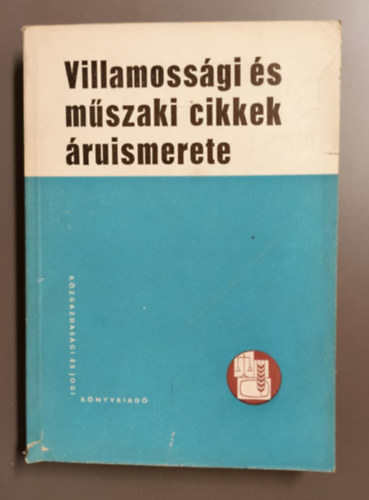 Villamossági és
műszaki cikkek
áruismerete
KÖZGAZDASÁGI ÉS JOGI
KÖNYVKIADÓ